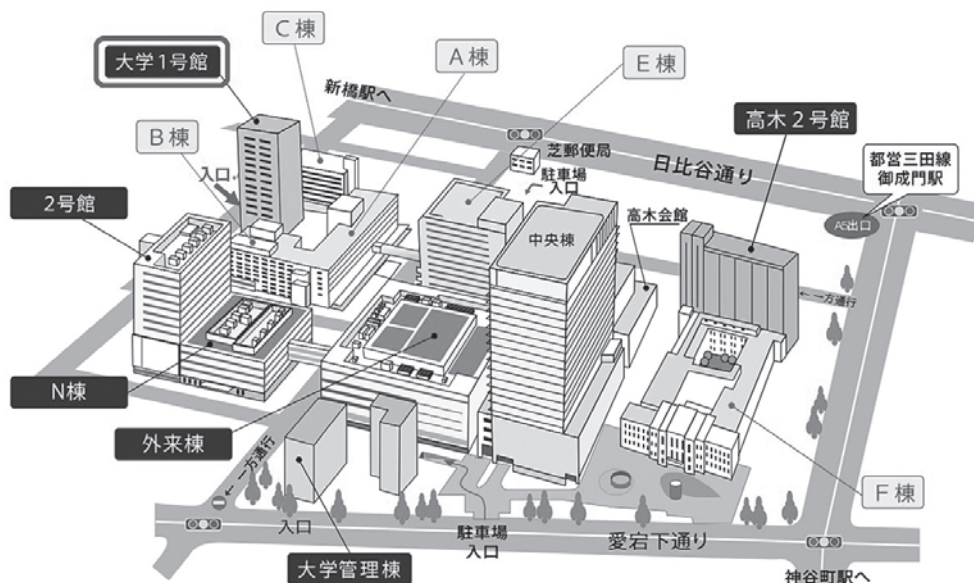 C棟
大学1号館
A棟
E棟
新橋駅へ
高木2号館
B棟
芝郵便局
日比谷通り
都営三田線
御成門駅
入口
駐車場
入口
2号館
高木会館
A5出口
中央棟
一方通行
N棟
外来棟
一方通行
F棟
入口
駐車場
入口
愛宕下通り
大学管理棟
神谷町駅へ